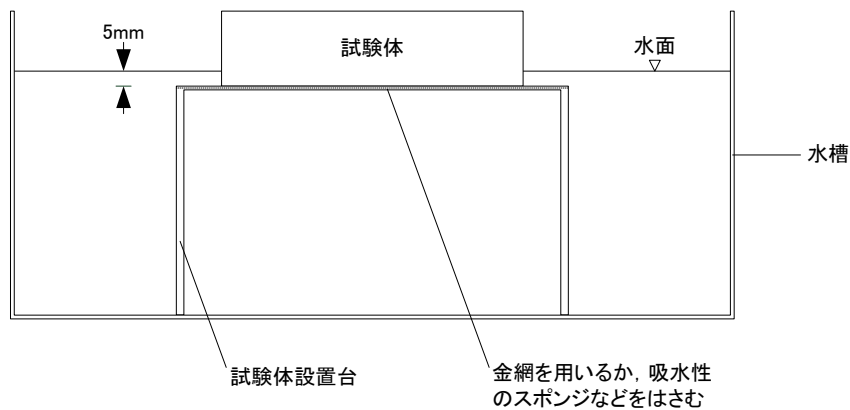 5mm
試験体
水面
水槽
試験体設置台
金網を用いるか, 吸水性
のスポンジなどをはさむ